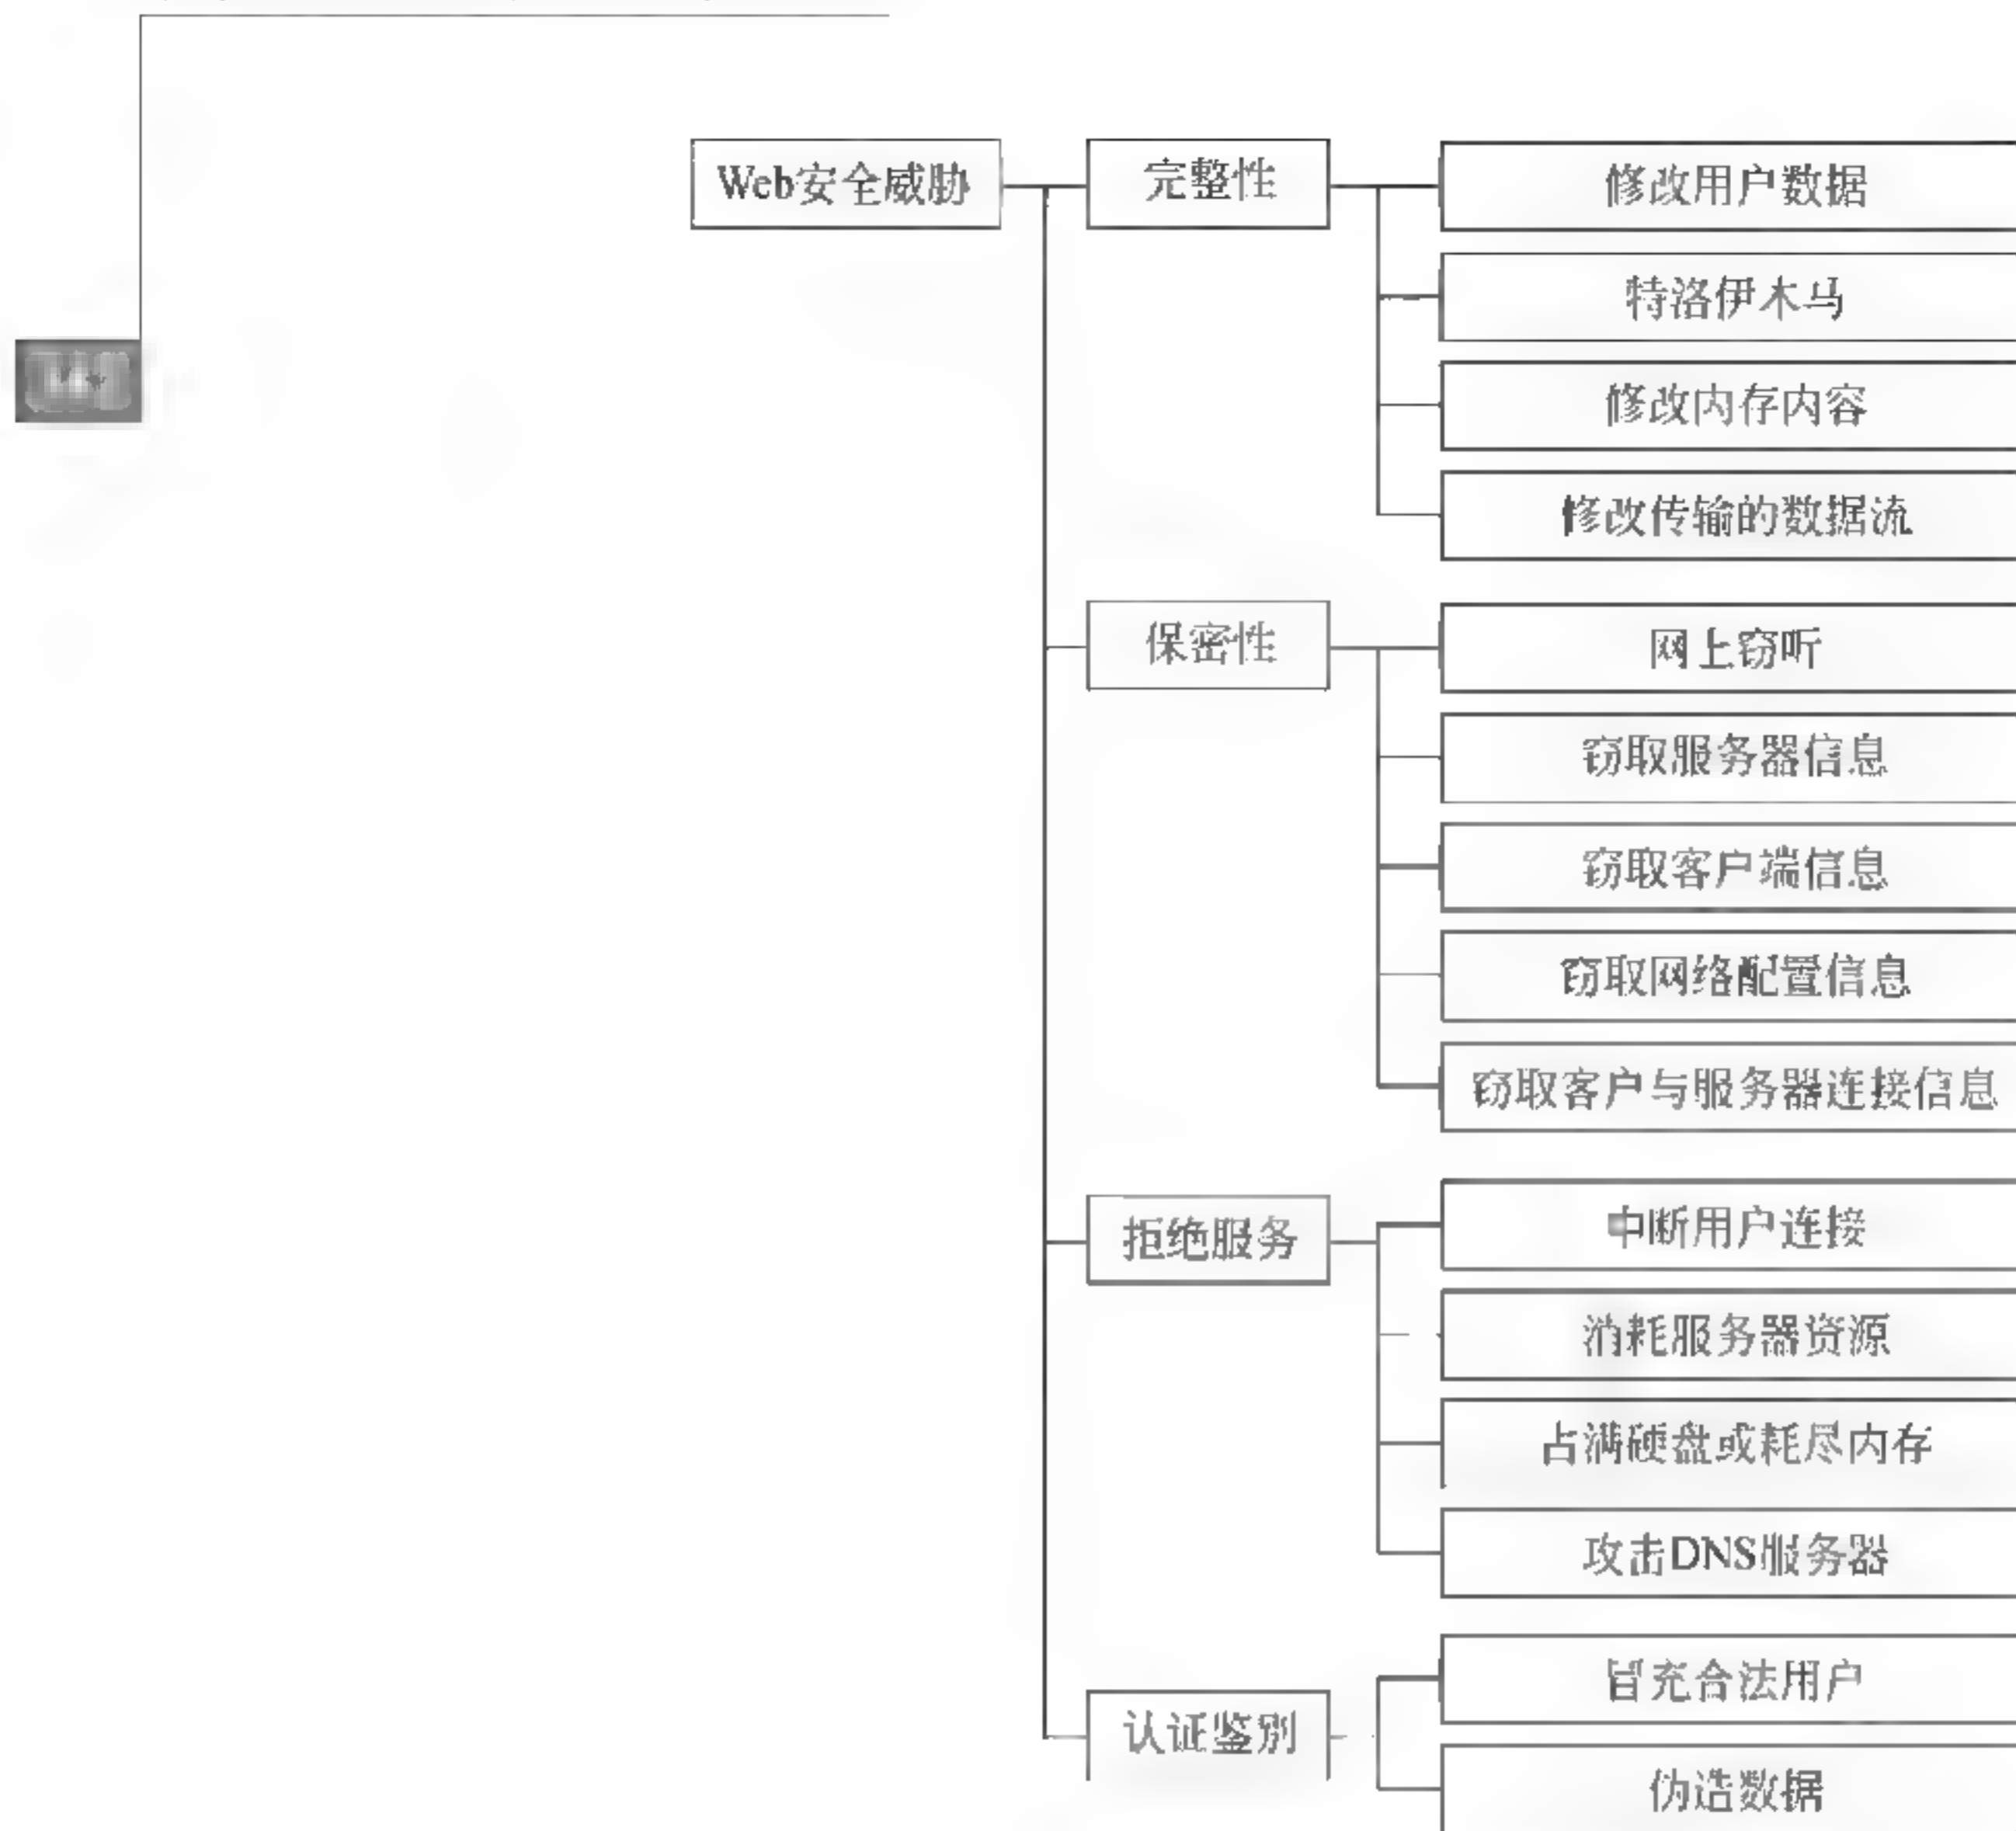 Web安全威胁
完整性
修改用户数据
特洛伊木马
修改内存内容
修改传输的数据流
保密性
网上窃听
窃取服务器信息
窃取客户端信息
窃取网络配置信息
窃取客户与服务器连接信息
拒绝服务
中断用户连接
消耗服务器资源
占满硬盘或耗尽内存
攻击DNS服务器
认证鉴别
冒充合法用户
伪造数据